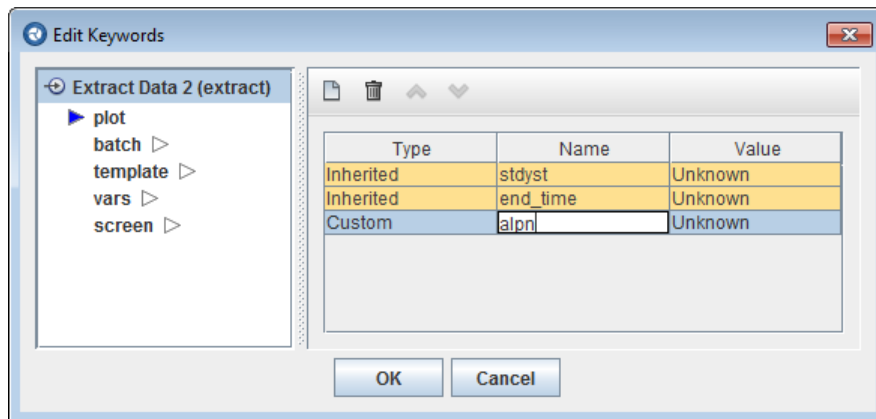 Edit Keywords
Extract Data 2 (extract)
plot
batch
template
vars
screen
Type Name Value
Inherited stdyst Unknown
Inherited end_time Unknown
Custom alpn Unknown
OK Cancel